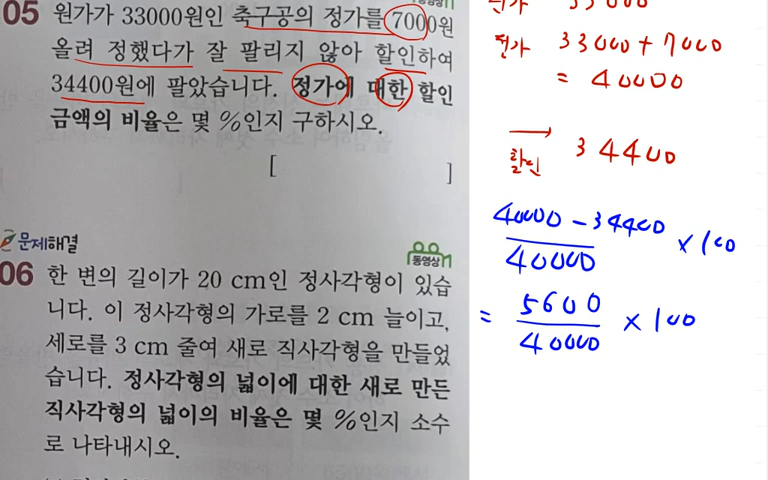 05 원가가 33000원인 축구공의 정가를 7000원
올려 정했다가 잘 팔리지 않아 할인하여
34400원에 팔았습니다. 정가에 대한 할인
금액의 비율은 몇 %인지 구하시오.
[ ]
문제해결
동영상
06 한 변의 길이가 20 cm인 정사각형이 있습
니다. 이 정사각형의 가로를 2 cm 늘이고,
세로를 3 cm 줄여 새로 직사각형을 만들었
습니다. 정사각형의 넓이에 대한 새로 만든
직사각형의 넓이의 비율은 몇 %인지 소수
로 나타내시오.
정가 33000 + 7000
= 40000
→ 34400
할인
40000 - 34400
/ 40000 × 100
= 5600 / 40000 × 100